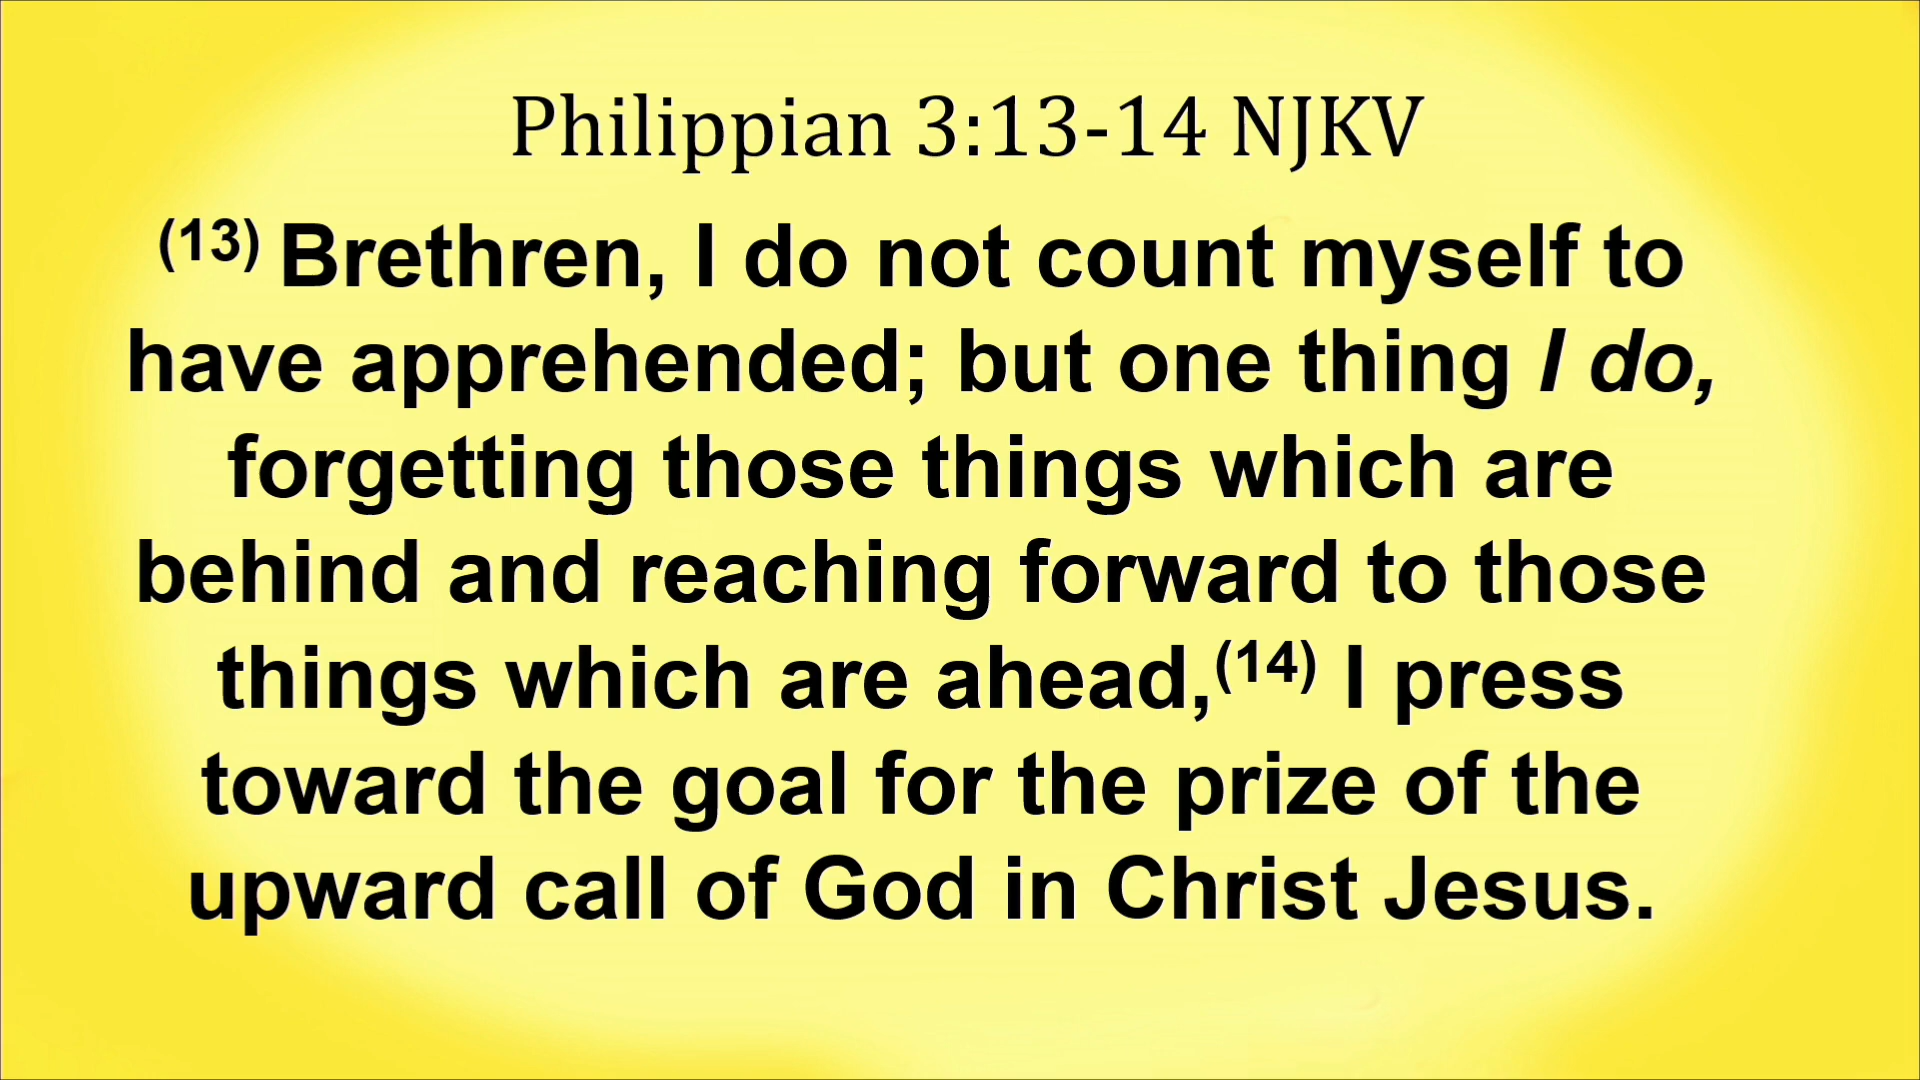 Philippian 3:13-14 NJKV
(13) Brethren, I do not count myself to
have apprehended; but one thing I do,
forgetting those things which are
behind and reaching forward to those
things which are ahead,(14) I press
toward the goal for the prize of the
upward call of God in Christ Jesus.